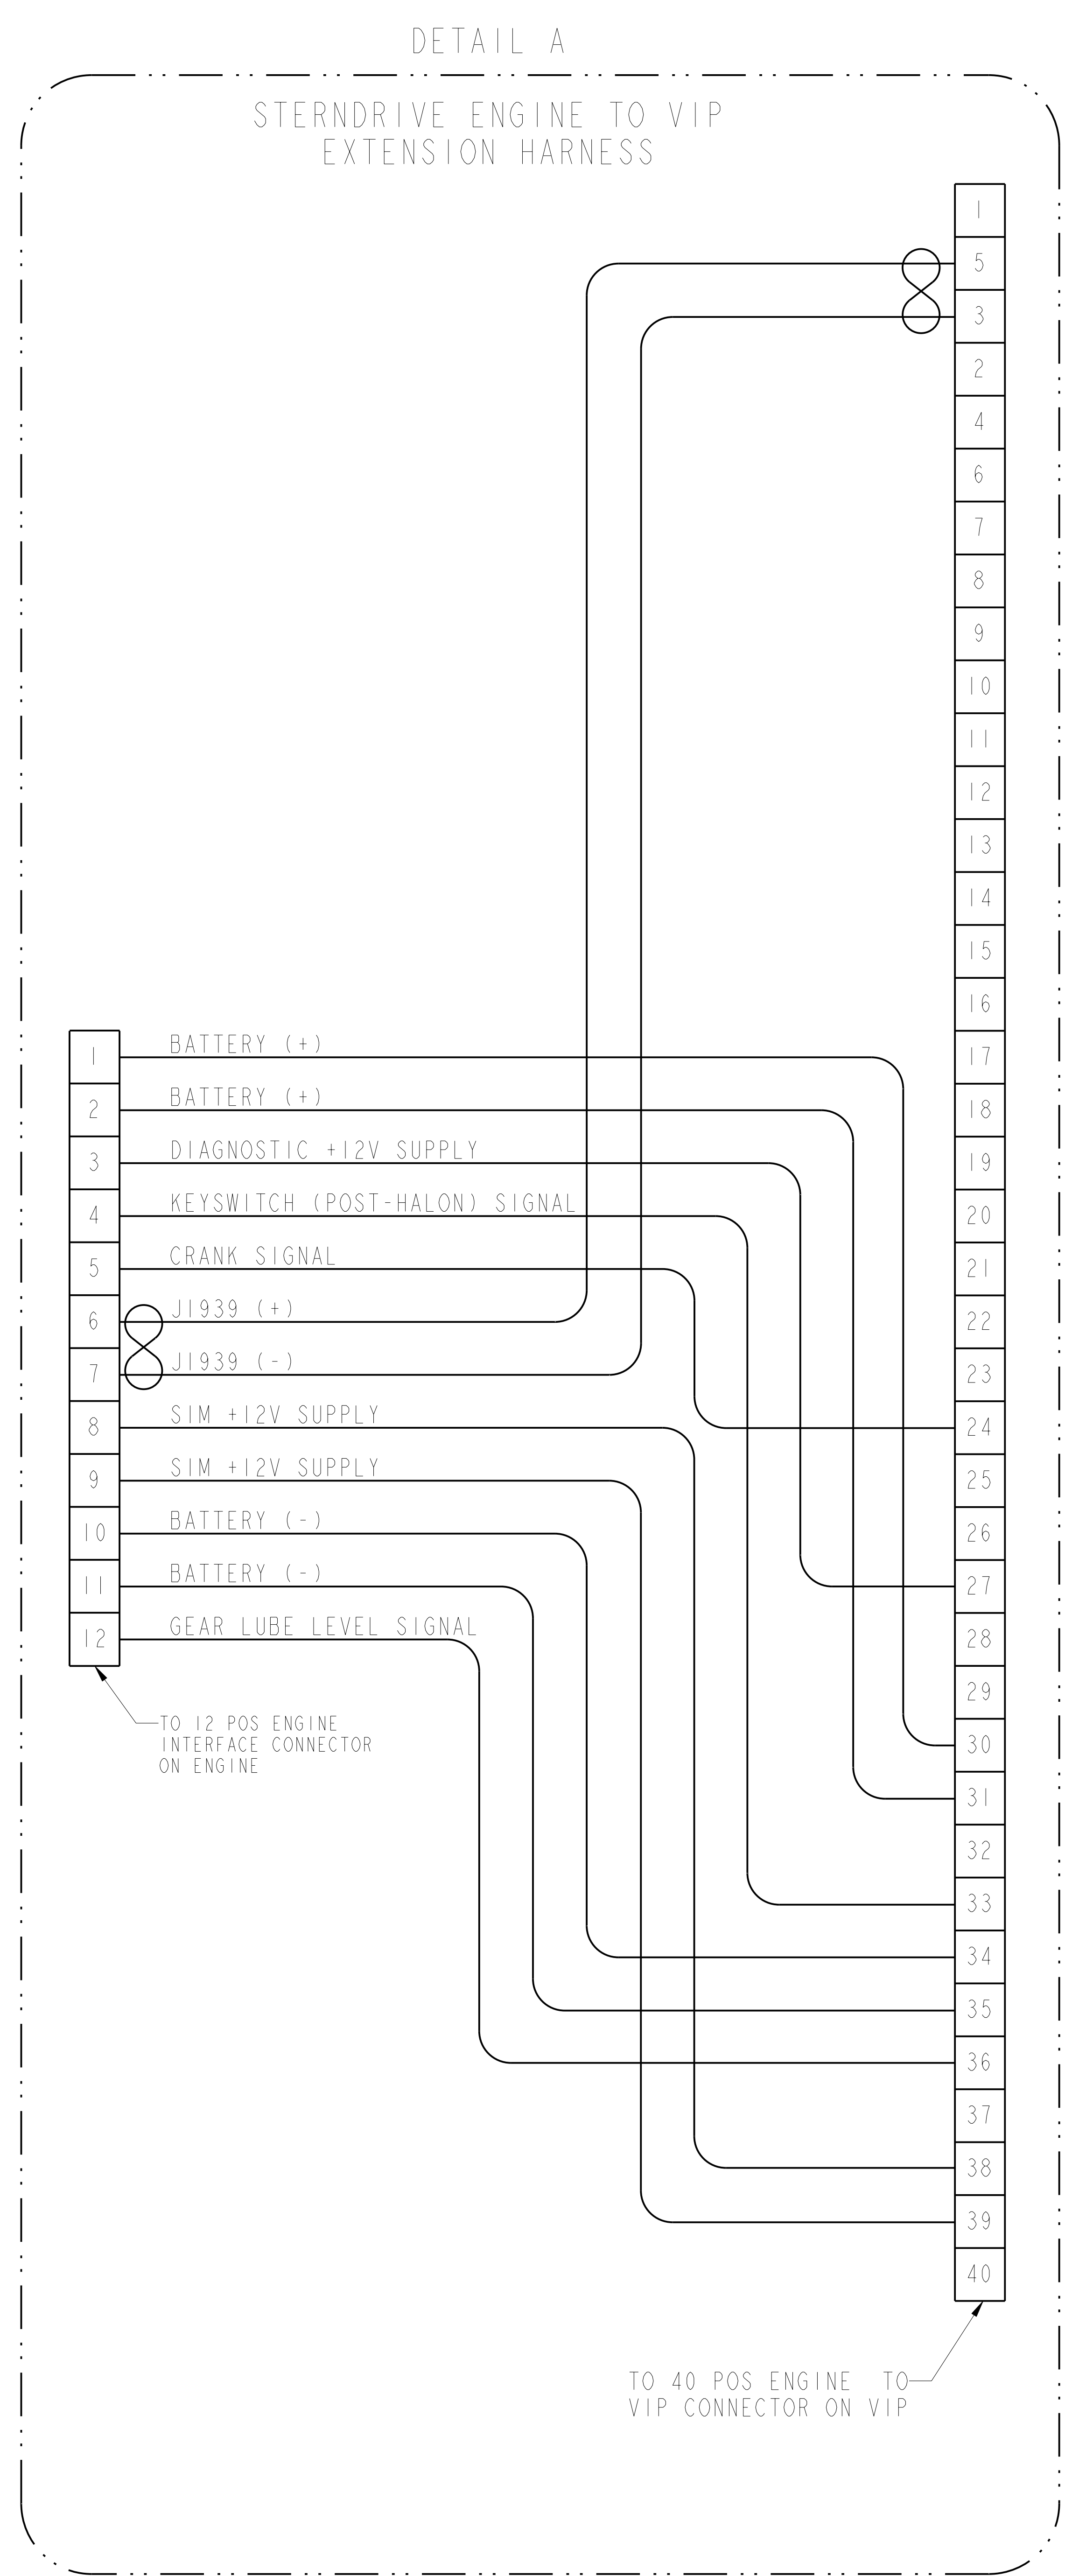 DETAIL A
STERNDRIVE ENGINE TO VIP
EXTENSION HARNESS
1
5
3
2
4
6
7
8
9
10
11
12
13
14
15
16
17
18
19
20
21
22
23
24
25
26
27
28
29
30
31
32
33
34
35
36
37
38
39
40
1 BATTERY (+)
2 BATTERY (+)
3 DIAGNOSTIC +12V SUPPLY
4 KEYSWITCH (POST-HALON) SIGNAL
5 CRANK SIGNAL
6 J1939 (+)
7 J1939 (-)
8 SIM +12V SUPPLY
9 SIM +12V SUPPLY
10 BATTERY (-)
11 BATTERY (-)
12 GEAR LUBE LEVEL SIGNAL
TO 12 POS ENGINE
INTERFACE CONNECTOR
ON ENGINE
TO 40 POS ENGINE TO
VIP CONNECTOR ON VIP